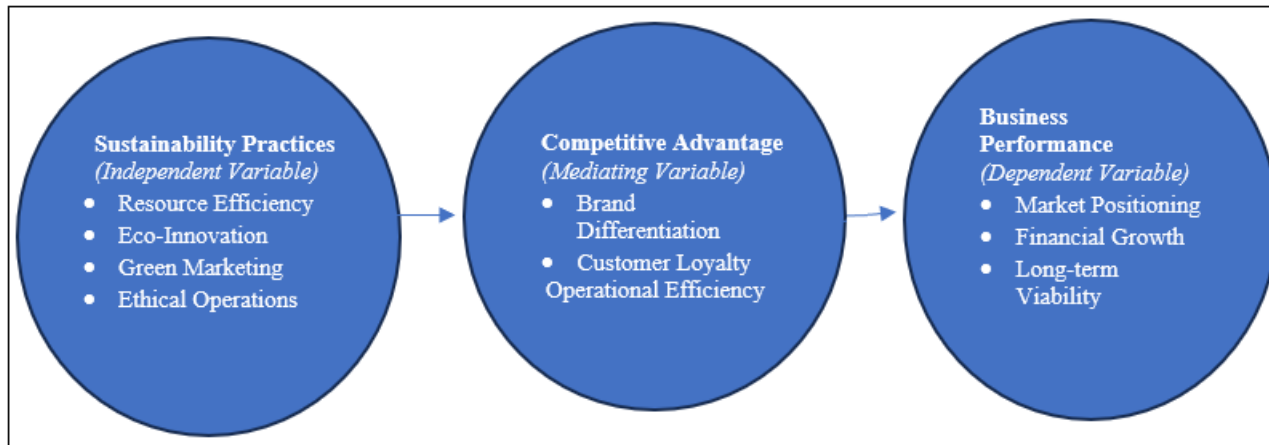 Sustainability Practices
(Independent Variable)
• Resource Efficiency
• Eco-Innovation
• Green Marketing
• Ethical Operations
Competitive Advantage
(Mediating Variable)
• Brand
Differentiation
• Customer Loyalty
Operational Efficiency
Business
Performance
(Dependent Variable)
• Market Positioning
• Financial Growth
• Long-term
Viability